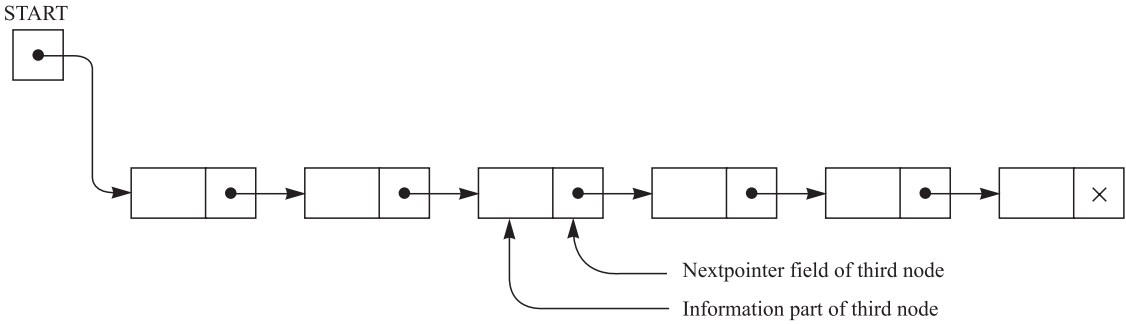 START
Nextpointer field of third node
Information part of third node